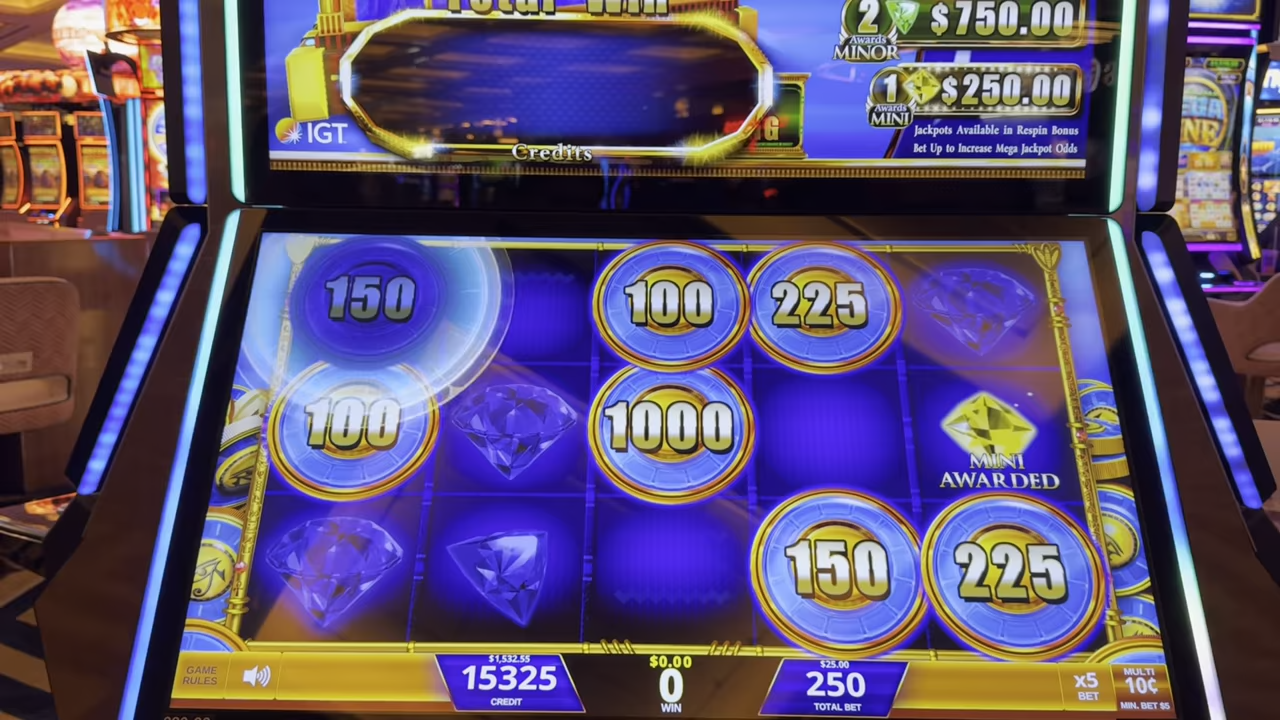 Total Win
2 Awards MINOR $750.00
1 Awards MINI $250.00
Jackpots Available in Respin Bonus
Bet Up to Increase Mega Jackpot Odds
IGT
Credits
150
100
225
100
1000
MINI
AWARDED
150
225
GAME
RULES
$1,532.55
15325
CREDIT
$0.00
0
WIN
$25.00
250
TOTAL BET
x5
BET
MULTI
10¢
MIN. BET $5